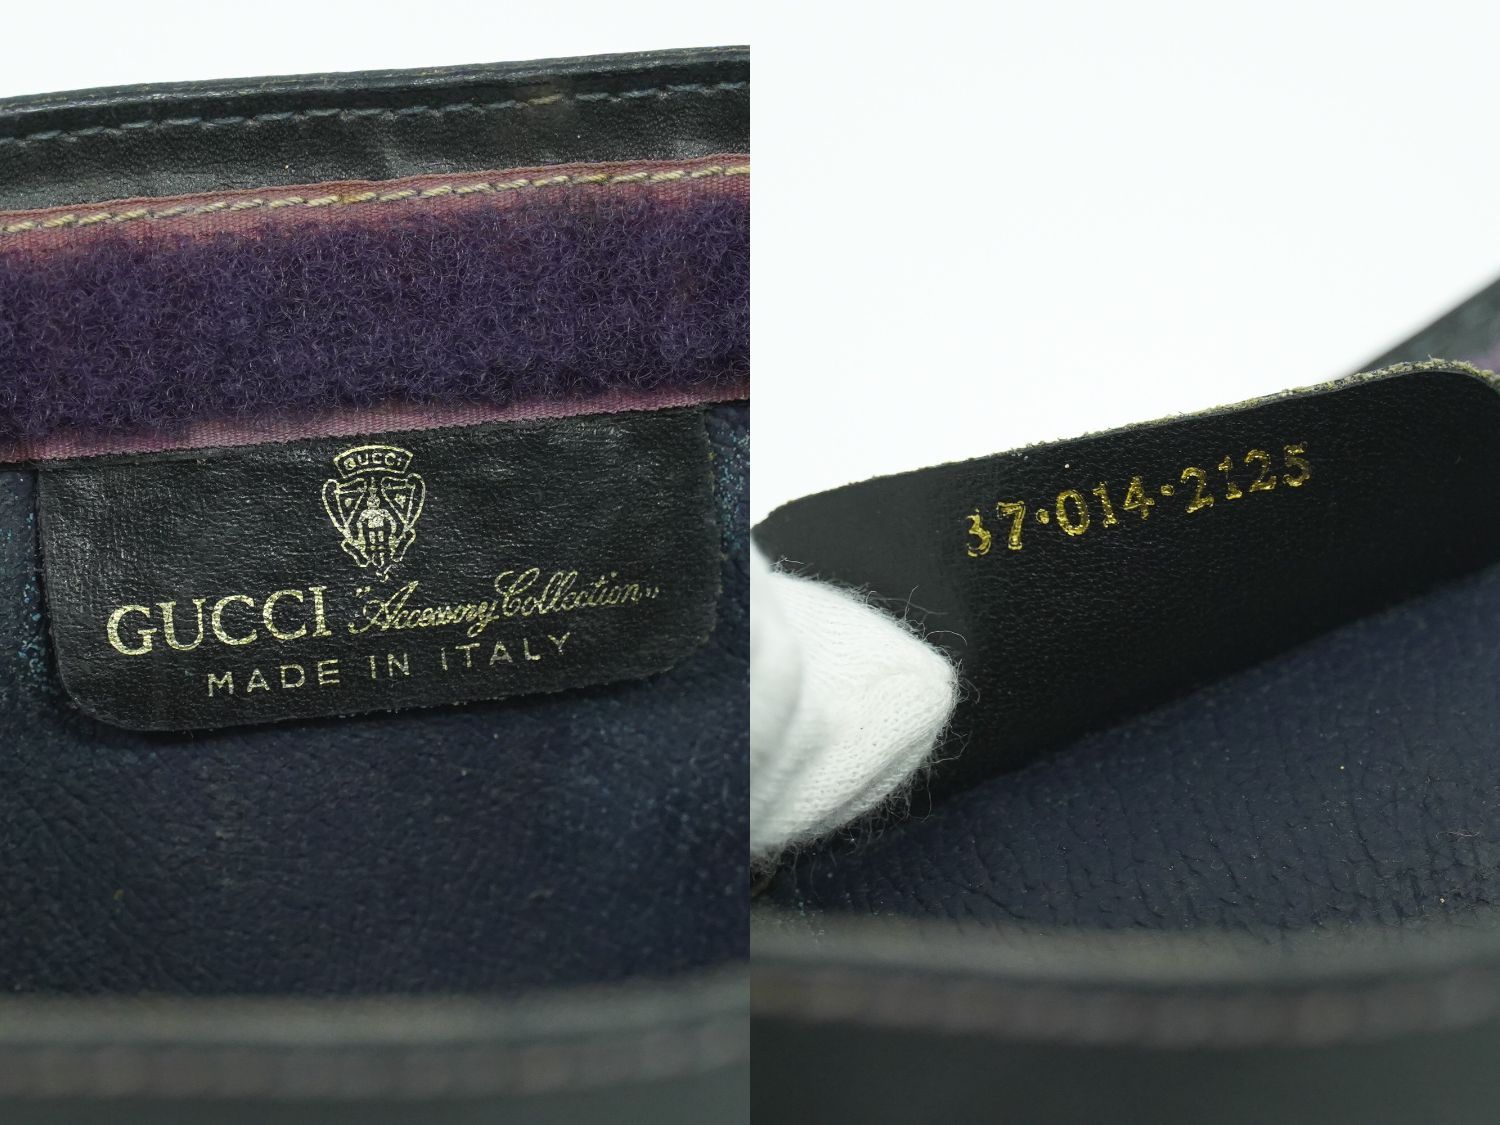 GUCCI
GUCCI "Accessory Collection"
MADE IN ITALY
37·014·2125